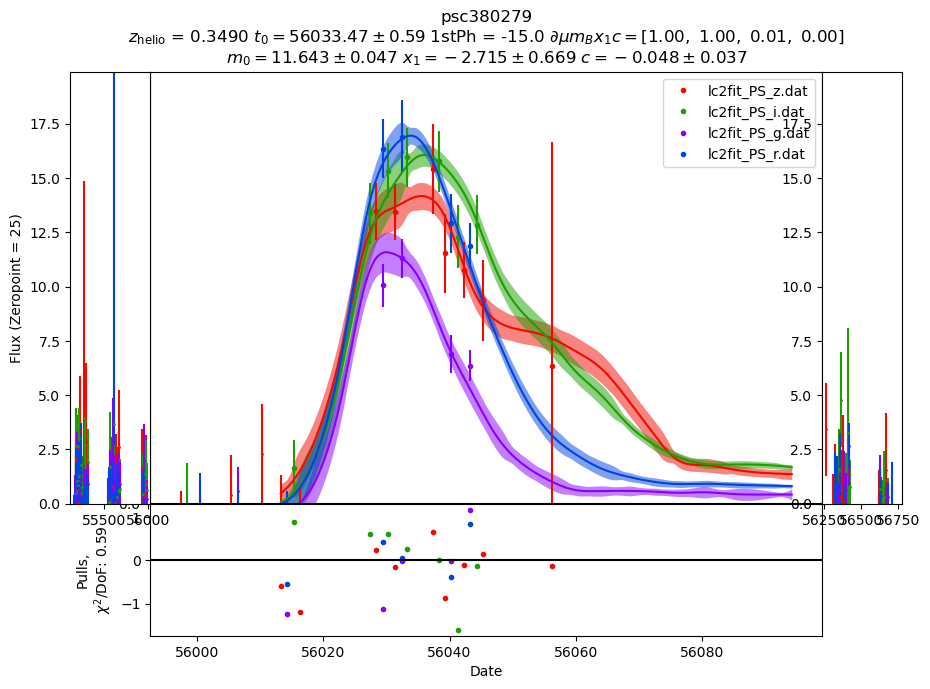 psc380279
z_helio = 0.3490 t_0 = 56033.47 ± 0.59 1stPh = -15.0 ∂μm_Bx_1c = [1.00, 1.00, 0.01, 0.00]
m_0 = 11.643 ± 0.047 x_1 = −2.715 ± 0.669 c = −0.048 ± 0.037
lc2fit_PS_z.dat
lc2fit_PS_i.dat
lc2fit_PS_g.dat
lc2fit_PS_r.dat
Flux (Zeropoint = 25)
17.5
15.0
12.5
10.0
7.5
5.0
2.5
0.0
17.5
15.0
12.5
10.0
7.5
5.0
2.5
0.0
0.0
55500
56000
56250
56500
56750
Pulls,
χ²/DoF: 0.59
1
0
−1
56000
56020
56040
56060
56080
Date